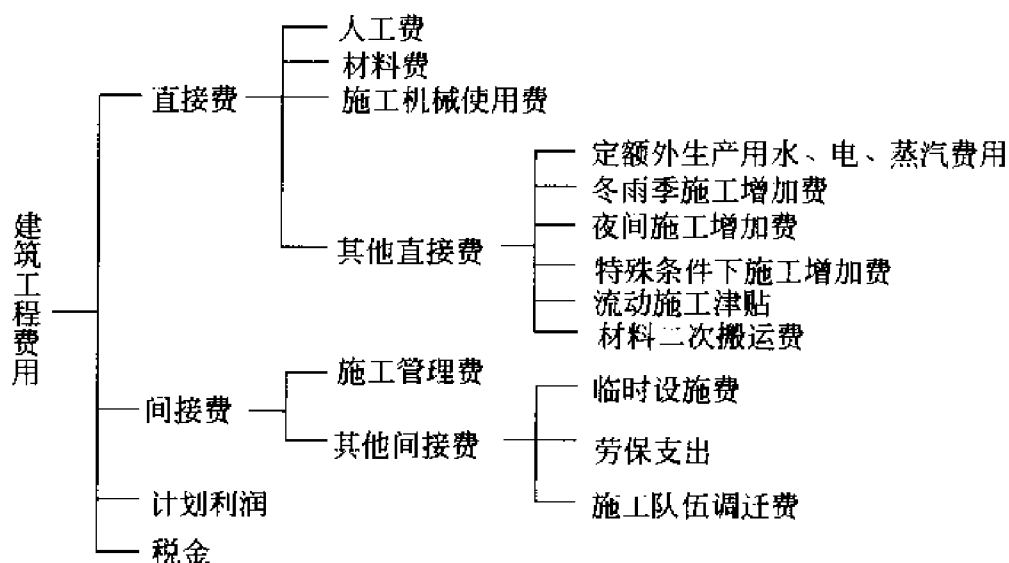 建筑工程费用
直接费
人工费
材料费
施工机械使用费
其他直接费
定额外生产用水、电、蒸汽费用
冬雨季施工增加费
夜间施工增加费
特殊条件下施工增加费
流动施工津贴
材料二次搬运费
间接费
施工管理费
其他间接费
临时设施费
劳保支出
施工队伍调迁费
计划利润
税金